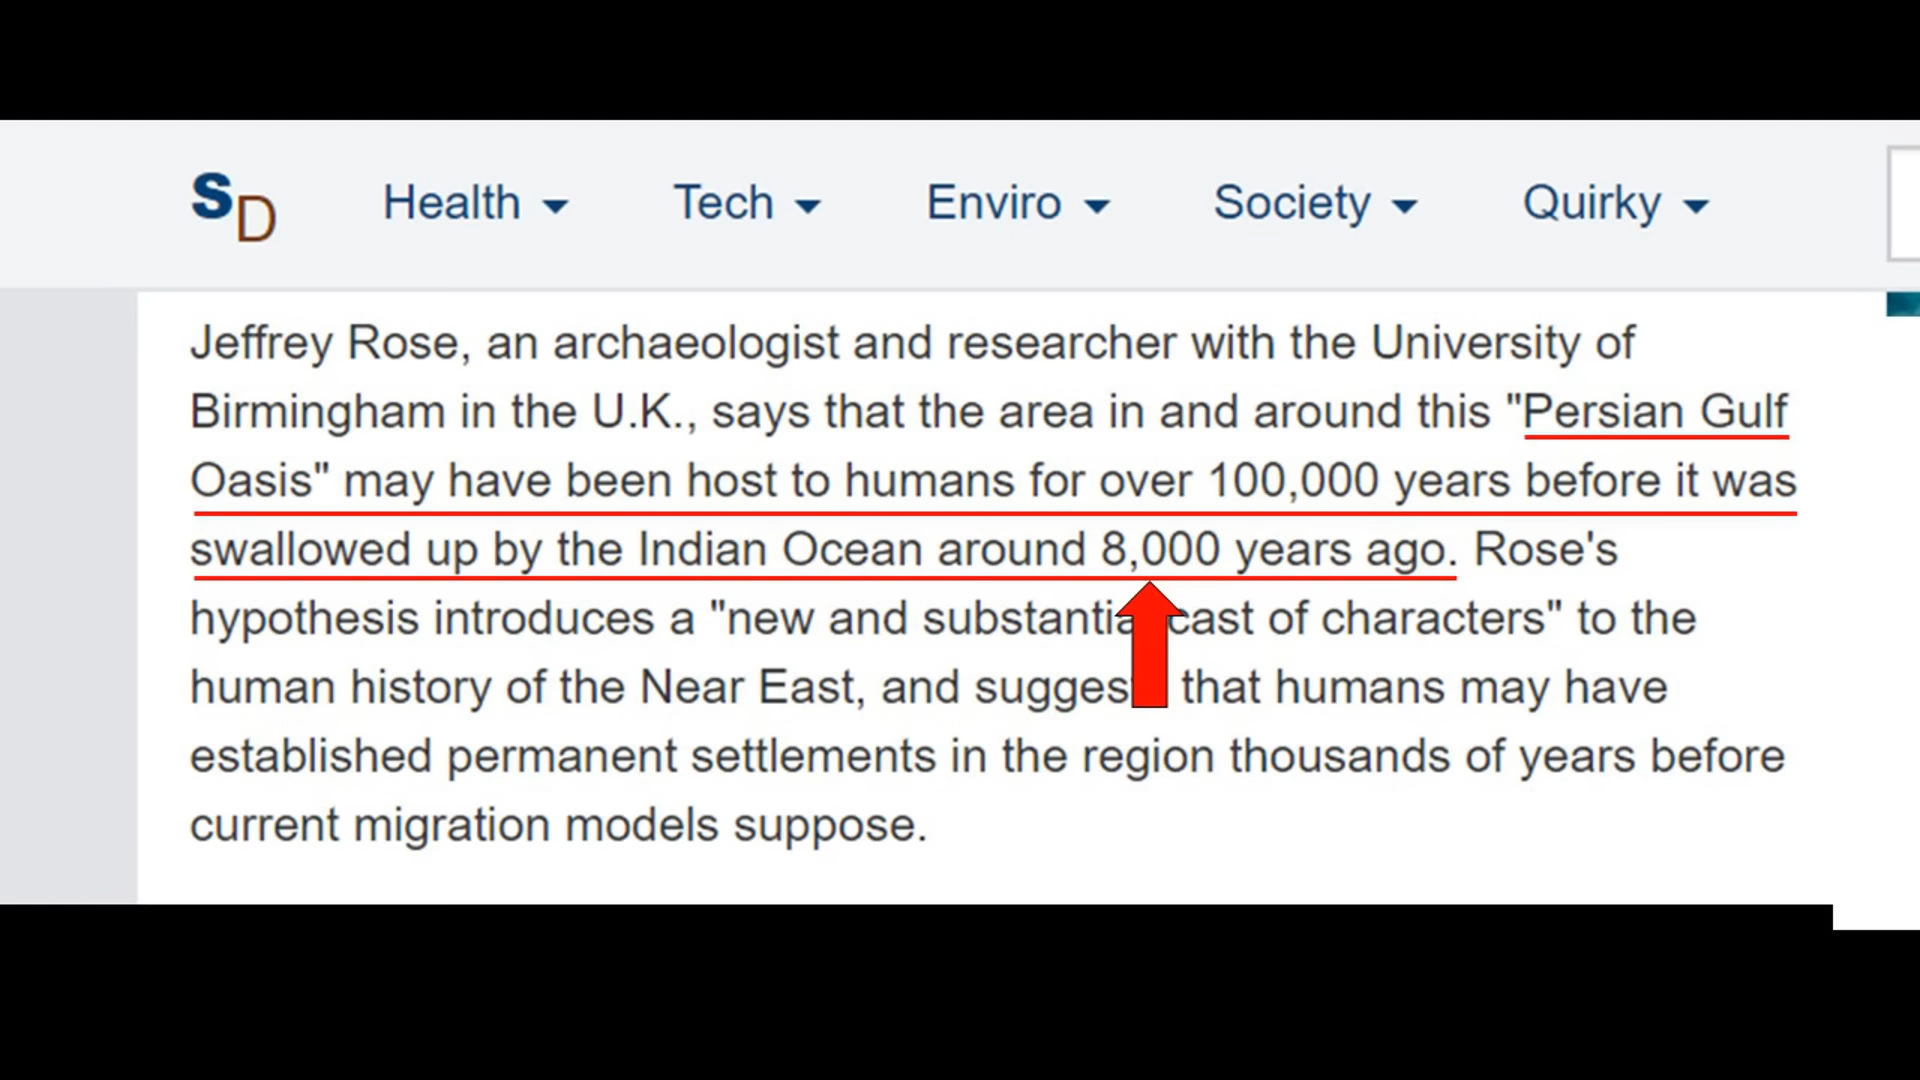 SD Health Tech Enviro Society Quirky
Jeffrey Rose, an archaeologist and researcher with the University of
Birmingham in the U.K., says that the area in and around this "Persian Gulf
Oasis" may have been host to humans for over 100,000 years before it was
swallowed up by the Indian Ocean around 8,000 years ago. Rose's
hypothesis introduces a "new and substantia cast of characters" to the
human history of the Near East, and sugges that humans may have
established permanent settlements in the region thousands of years before
current migration models suppose.